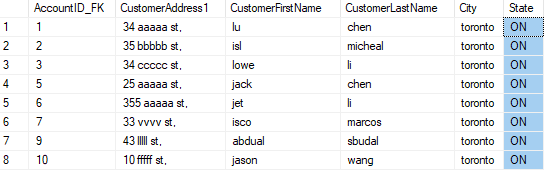 AccountID_FK CustomerAddress1 CustomerFirstName CustomerLastName City State
1 1 34 aaaaa st, lu chen toronto ON
2 2 35 bbbbb st, isl micheal toronto ON
3 3 34 ccccc st, lowe li toronto ON
4 5 25 aaaaa st, jack chen toronto ON
5 6 355 aaaaa st, jet li toronto ON
6 7 33 vvvv st, isco marcos toronto ON
7 9 43 lllll st, abdual sbudal toronto ON
8 10 10 fffff st, jason wang toronto ON